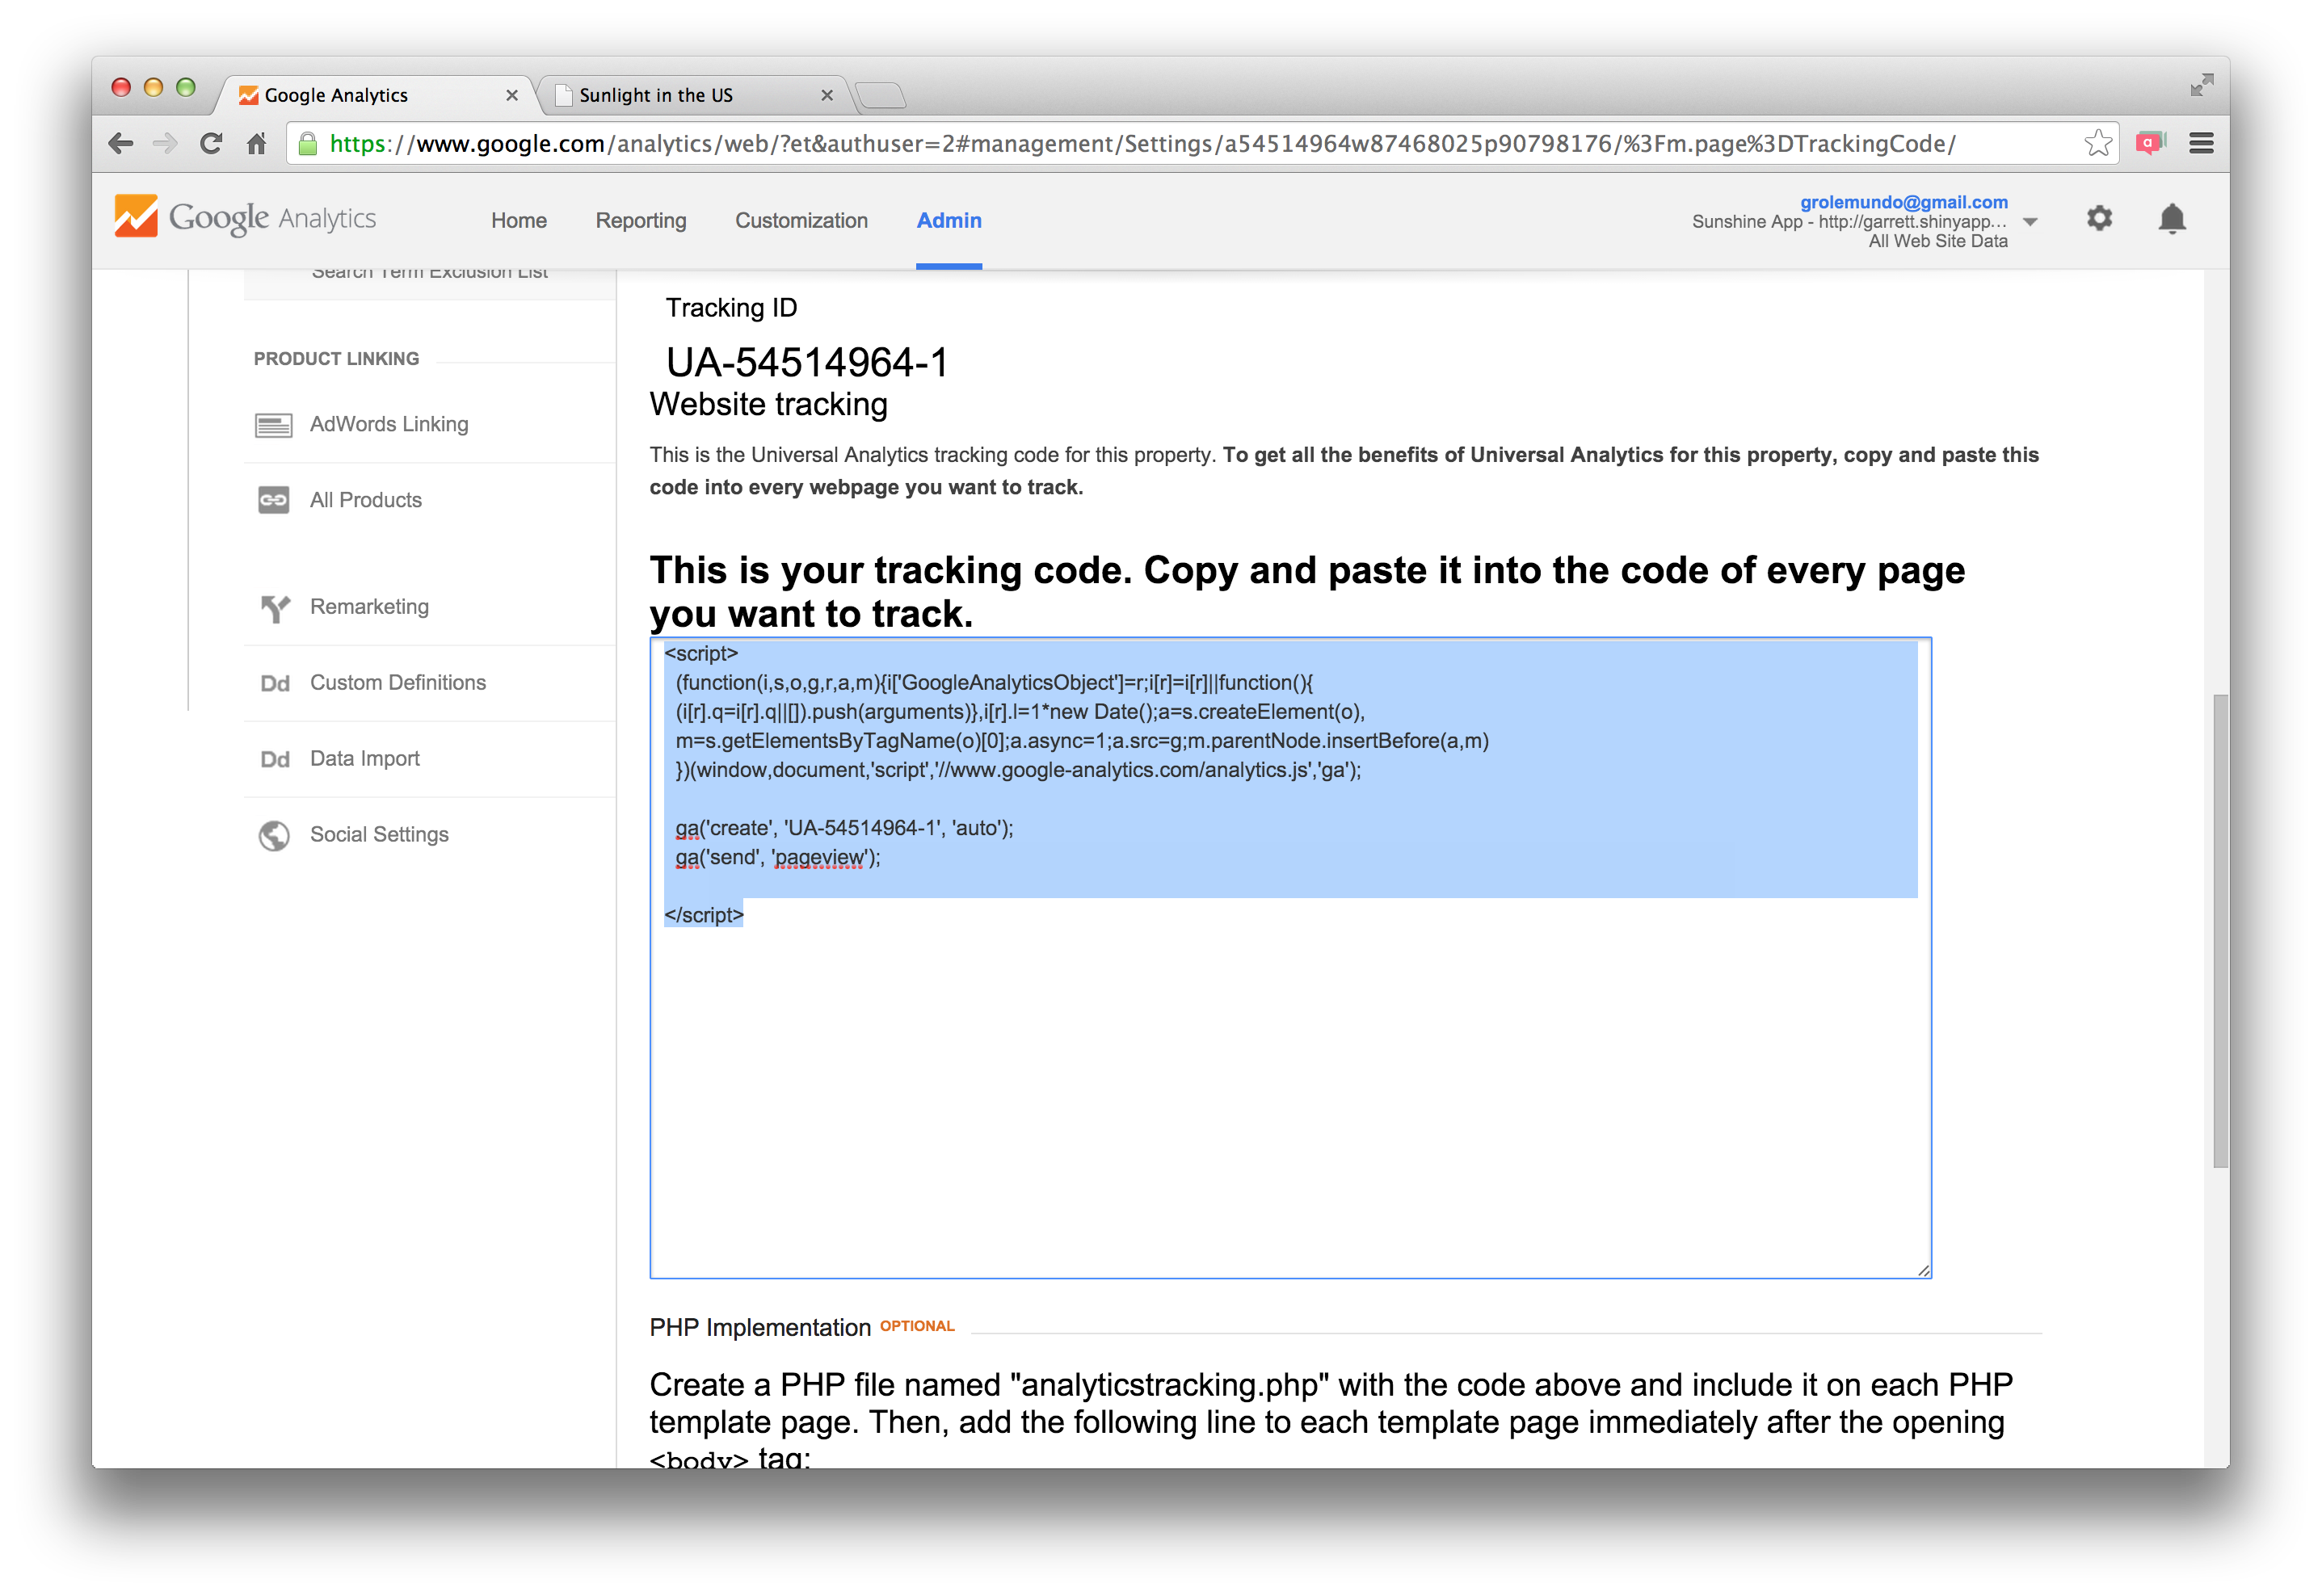 Google Analytics
Sunlight in the US
https://www.google.com/analytics/web/?et&authuser=2#management/Settings/a54514964w87468025p90798176/%3Fm.page%3DTrackingCode/
a
Google Analytics
Home
Reporting
Customization
Admin
grolemundo@gmail.com
Sunshine App - http://garrett.shinyapp...
All Web Site Data
Search Term Exclusion List
PRODUCT LINKING
AdWords Linking
All Products
Remarketing
Dd Custom Definitions
Dd Data Import
Social Settings
Tracking ID
UA-54514964-1
Website tracking
This is the Universal Analytics tracking code for this property. To get all the benefits of Universal Analytics for this property, copy and paste this
code into every webpage you want to track.
This is your tracking code. Copy and paste it into the code of every page
you want to track.
<script>
(function(i,s,o,g,r,a,m){i['GoogleAnalyticsObject']=r;i[r]=i[r]||function(){
(i[r].q=i[r].q||[]).push(arguments)},i[r].l=1*new Date();a=s.createElement(o),
m=s.getElementsByTagName(o)[0];a.async=1;a.src=g;m.parentNode.insertBefore(a,m)
})(window,document,'script','//www.google-analytics.com/analytics.js','ga');
ga('create', 'UA-54514964-1', 'auto');
ga('send', 'pageview');
</script>
PHP Implementation OPTIONAL
Create a PHP file named "analyticstracking.php" with the code above and include it on each PHP
template page. Then, add the following line to each template page immediately after the opening
<body> tag: